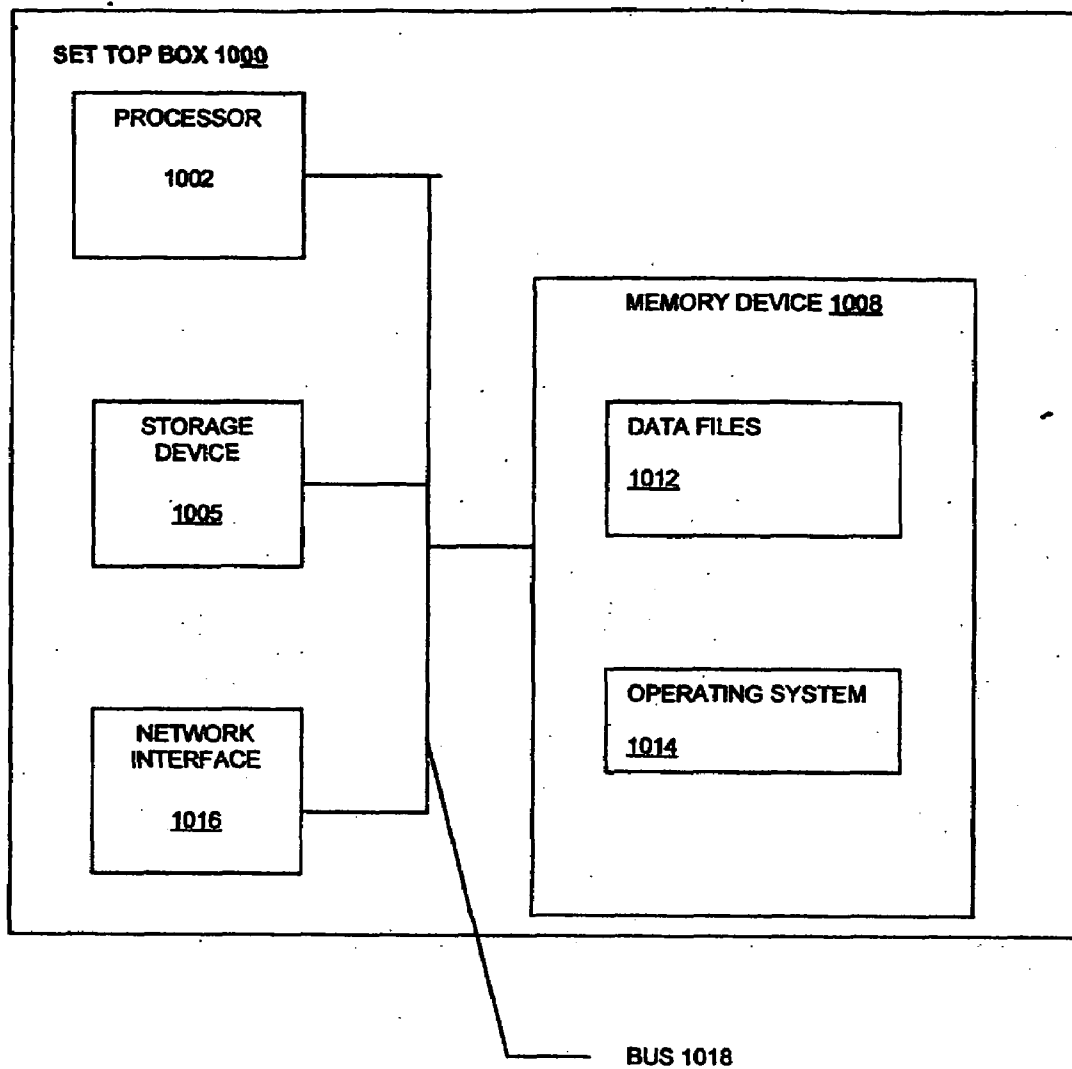 SET TOP BOX 1000
PROCESSOR
1002
MEMORY DEVICE 1008
STORAGE
DEVICE
1005
DATA FILES
1012
NETWORK
INTERFACE
1016
OPERATING SYSTEM
1014
BUS 1018